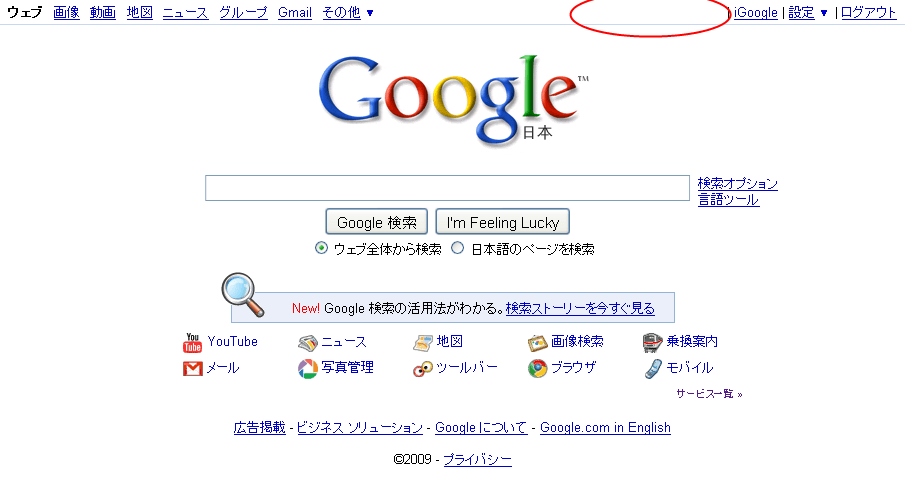 ウェブ 画像 動画 地図 ニュース グループ Gmail その他 ▼ | iGoogle | 設定 ▼ | ログアウト
Google™
日本
検索オプション
言語ツール
Google 検索 I'm Feeling Lucky
ウェブ全体から検索 日本語のページを検索
New! Google 検索の活用法がわかる。検索ストーリーを今すぐ見る
You Tube YouTube ニュース 地図 画像検索 乗換案内
メール 写真管理 ツールバー ブラウザ モバイル
サービス一覧 »
広告掲載 - ビジネス ソリューション - Google について - Google.com in English
©2009 - プライバシー